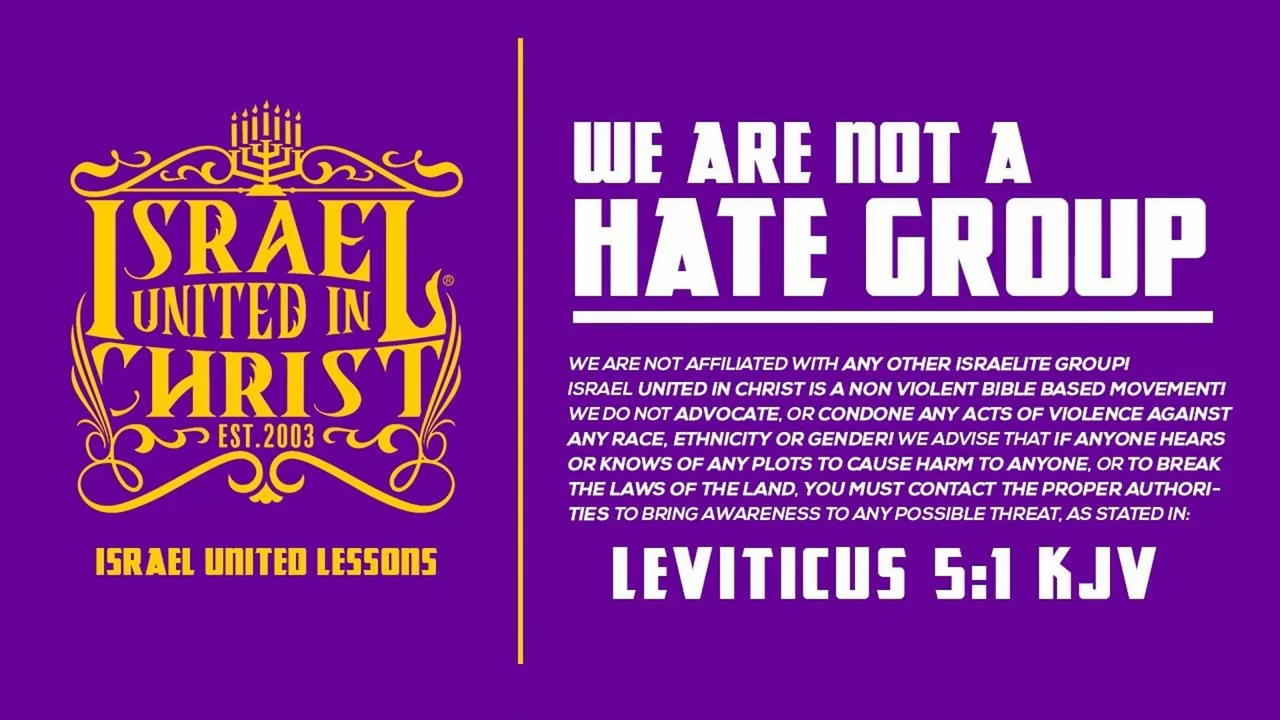 ISRAEL
UNITED IN
CHRIST
®
EST.2003
ISRAEL UNITED LESSONS
WE ARE NOT A
HATE GROUP
WE ARE NOT AFFILIATED WITH ANY OTHER ISRAELITE GROUP!
ISRAEL UNITED IN CHRIST IS A NON VIOLENT BIBLE BASED MOVEMENT!
WE DO NOT ADVOCATE, OR CONDONE ANY ACTS OF VIOLENCE AGAINST
ANY RACE, ETHNICITY OR GENDER! WE ADVISE THAT IF ANYONE HEARS
OR KNOWS OF ANY PLOTS TO CAUSE HARM TO ANYONE, OR TO BREAK
THE LAWS OF THE LAND, YOU MUST CONTACT THE PROPER AUTHORI-
TIES TO BRING AWARENESS TO ANY POSSIBLE THREAT, AS STATED IN:
LEVITICUS 5:1 KJV